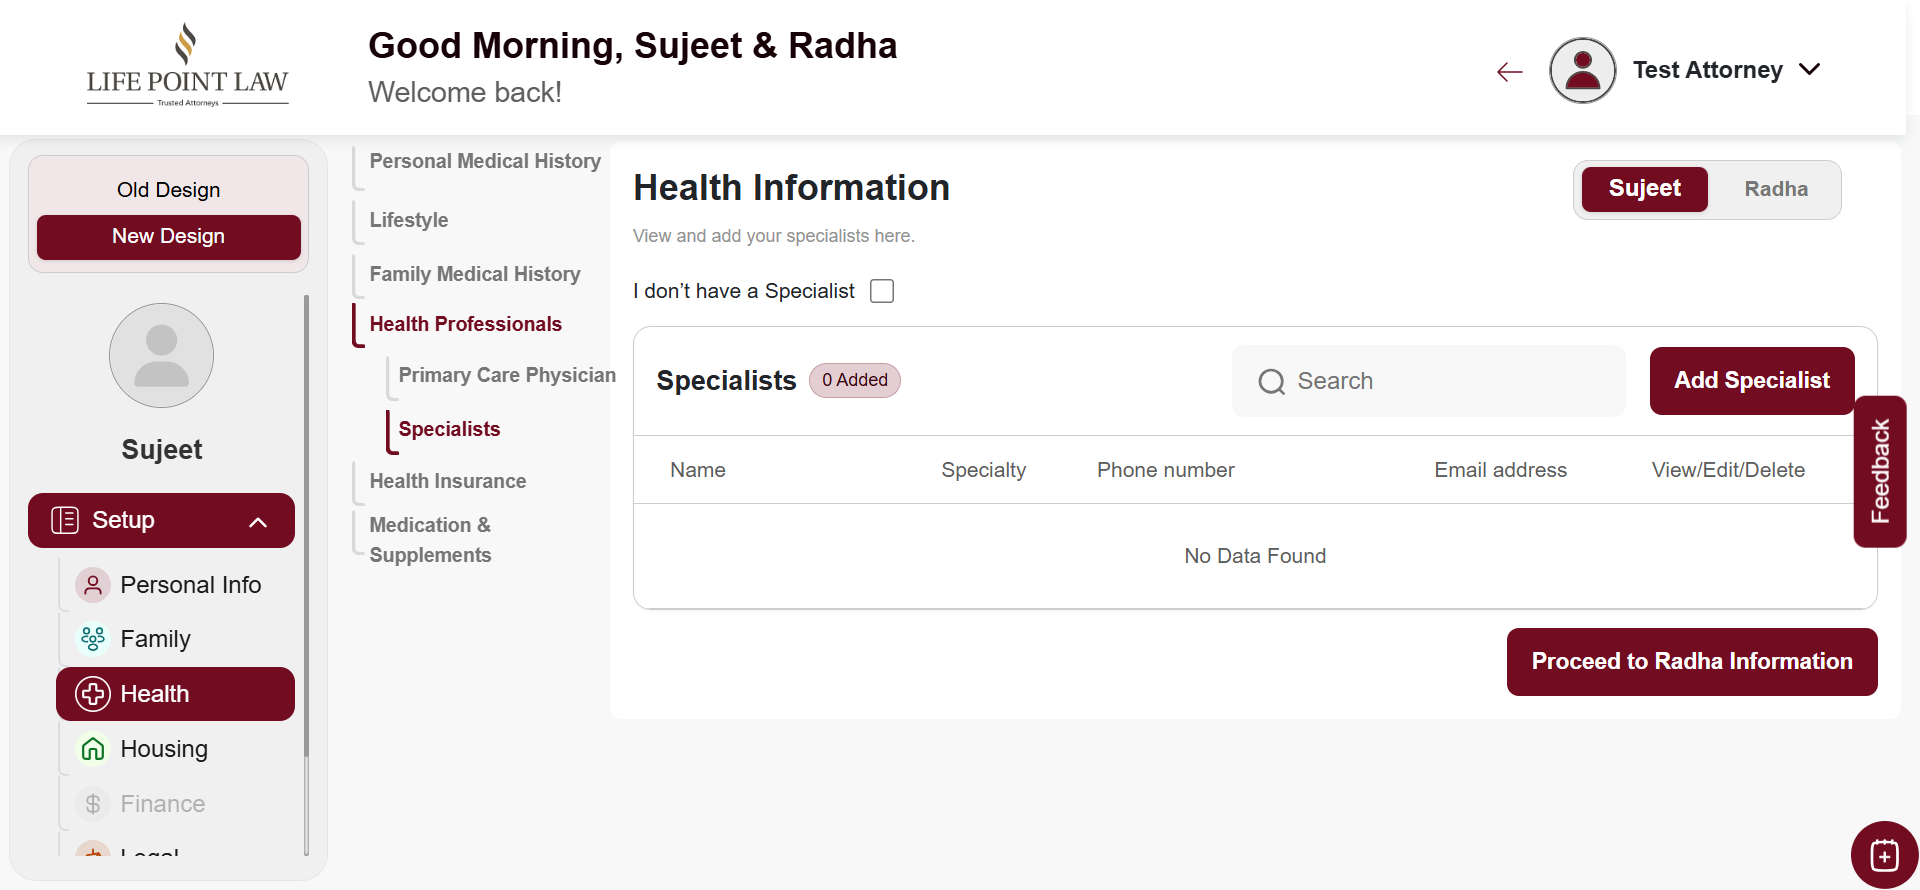 LIFE POINT LAW
Trusted Attorneys
Good Morning, Sujeet & Radha
Welcome back!
Test Attorney
Old Design
New Design
Sujeet
Setup
Personal Info
Family
Health
Housing
Finance
Legal
Personal Medical History
Lifestyle
Family Medical History
Health Professionals
Primary Care Physician
Specialists
Health Insurance
Medication &
Supplements
Health Information
Sujeet Radha
View and add your specialists here.
I don’t have a Specialist
Specialists 0 Added Search Add Specialist
Name Specialty Phone number Email address View/Edit/Delete
No Data Found
Proceed to Radha Information
Feedback